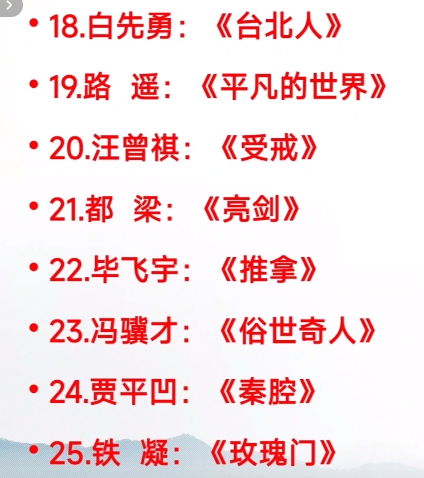 • 18.白先勇：《台北人》
• 19.路 遥：《平凡的世界》
• 20.汪曾祺：《受戒》
• 21.都 梁：《亮剑》
• 22.毕飞宇：《推拿》
• 23.冯骥才：《俗世奇人》
• 24.贾平凹：《秦腔》
• 25.铁 凝：《玫瑰门》